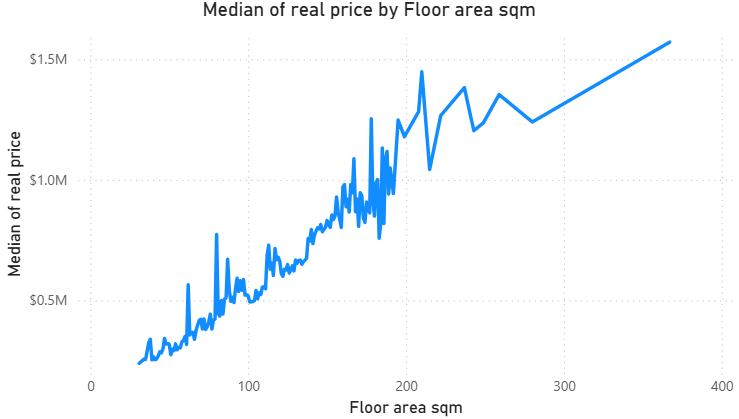 Median of real price by Floor area sqm
$1.5M
$1.0M
$0.5M
Median of real price
0 100 200 300 400
Floor area sqm